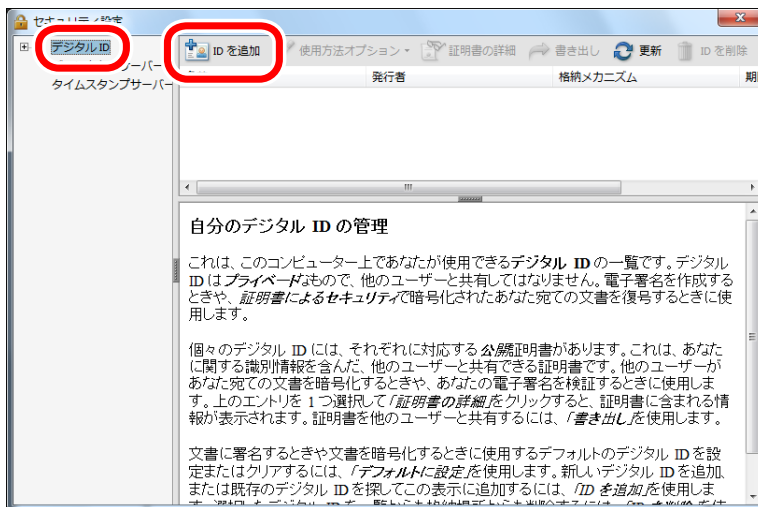 セキュリティ設定
デジタル ID
サーバー
タイムスタンプサーバー
ID を追加 使用方法オプション 証明書の詳細 書き出し 更新 ID を削除
発行者 格納メカニズム 期
自分のデジタル ID の管理
これは、このコンピューター上であなたが使用できるデジタル ID の一覧です。デジタル
ID はプライベートなもので、他のユーザーと共有してはなりません。電子署名を作成する
ときや、証明書によるセキュリティで暗号化されたあなた宛ての文書を復号するときに使
用します。
個々のデジタル ID には、それぞれに対応する公開証明書があります。これは、あなた
に関する識別情報を含んだ、他のユーザーと共有できる証明書です。他のユーザーが
あなた宛ての文書を暗号化するときや、あなたの電子署名を検証するときに使用しま
す。上のエントリを 1 つ選択して「証明書の詳細」をクリックすると、証明書に含まれる情
報が表示されます。証明書を他のユーザーと共有するには、「書き出し」を使用します。
文書に署名するときや文書を暗号化するときに使用するデフォルトのデジタル ID を設
定またはクリアするには、「デフォルトに設定」を使用します。新しいデジタル ID を追加、
または既存のデジタル ID を探してこの表示に追加するには、「ID を追加」を使用しま